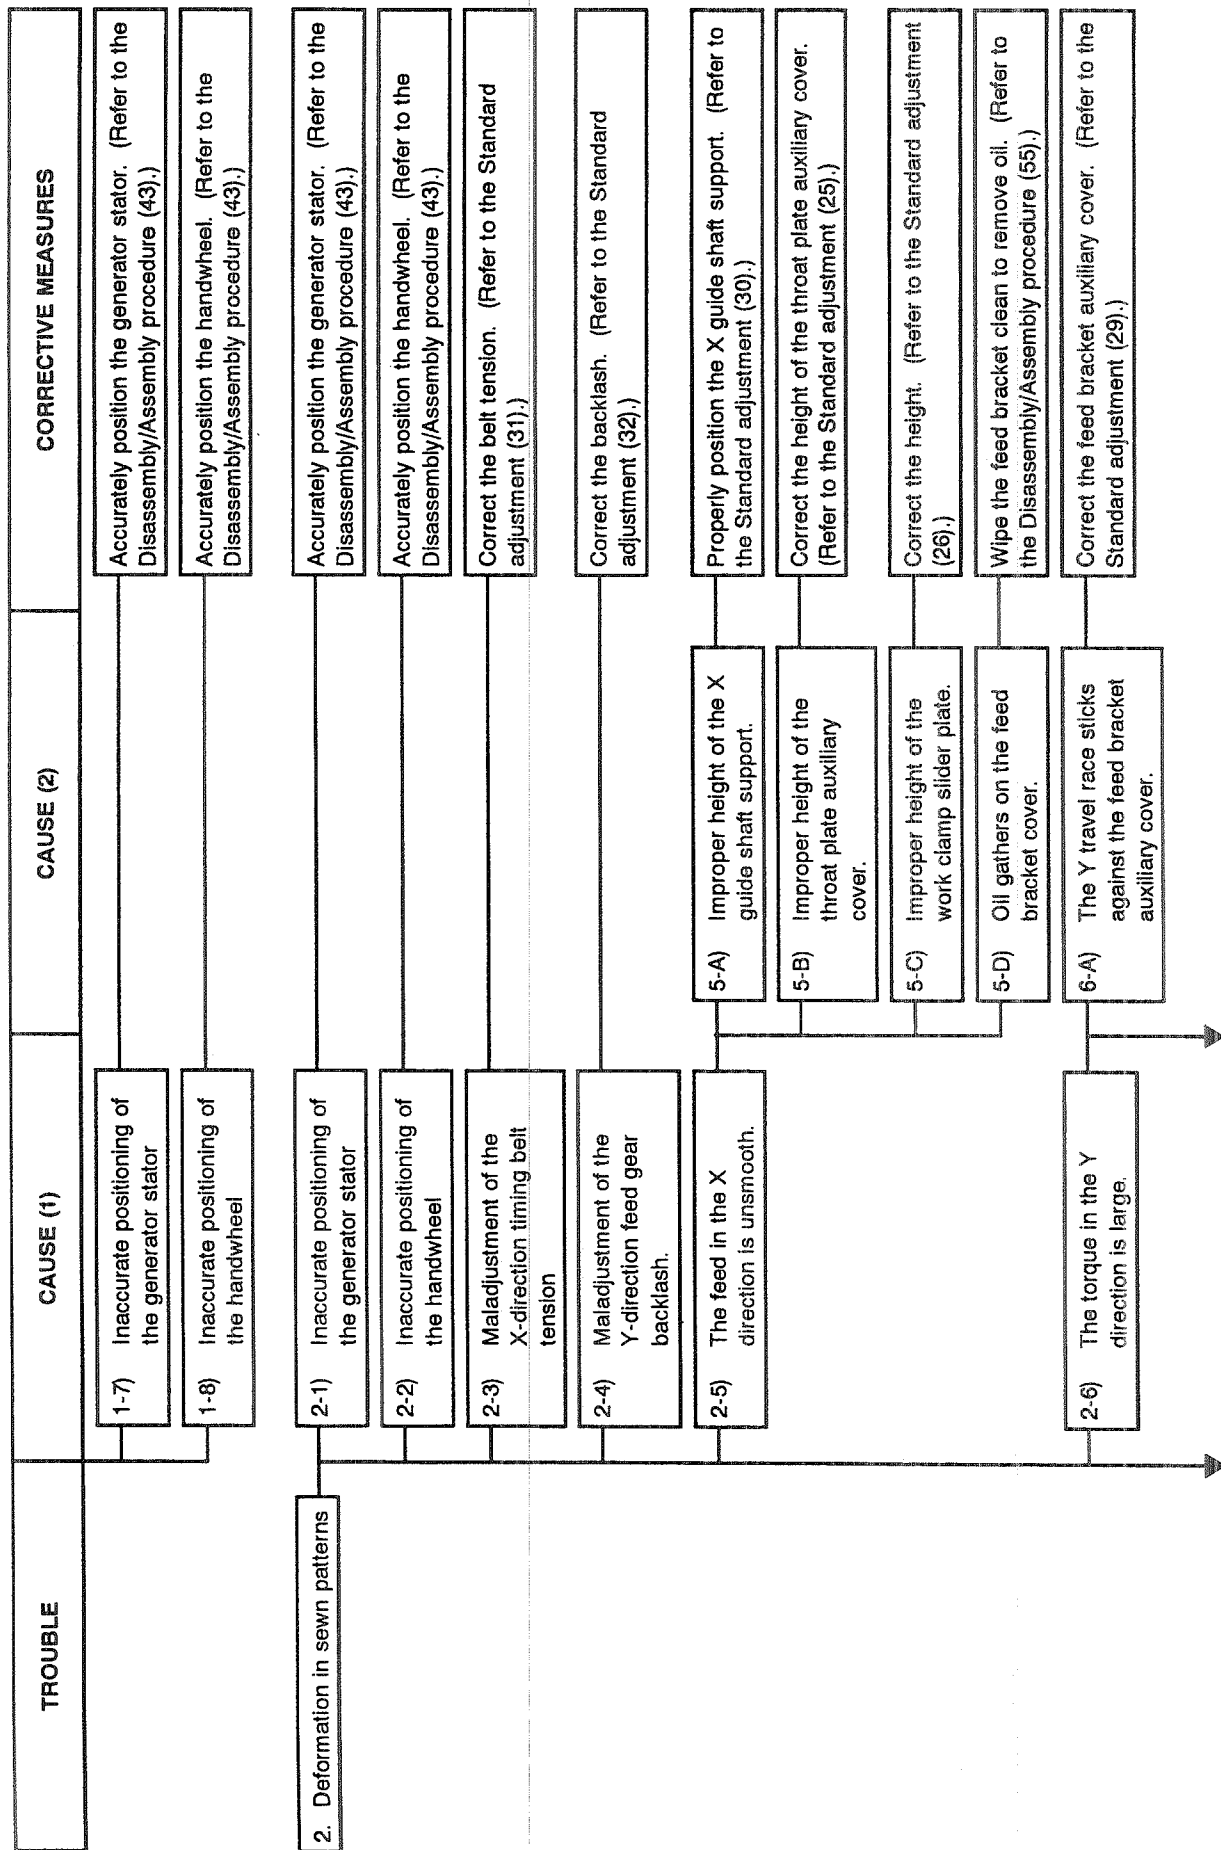 TROUBLE
CAUSE (1)
CAUSE (2)
CORRECTIVE MEASURES
1-7) Inaccurate positioning of
the generator stator
Accurately position the generator stator. (Refer to the
Disassembly/Assembly procedure (43).)
1-8) Inaccurate positioning of
the handwheel
Accurately position the handwheel. (Refer to the
Disassembly/Assembly procedure (43).)
2. Deformation in sewn patterns
2-1) Inaccurate positioning of
the generator stator
Accurately position the generator stator. (Refer to the
Disassembly/Assembly procedure (43).)
2-2) Inaccurate positioning of
the handwheel
Accurately position the handwheel. (Refer to the
Disassembly/Assembly procedure (43).)
2-3) Maladjustment of the
X-direction timing belt
tension
Correct the belt tension. (Refer to the Standard
adjustment (31).)
2-4) Maladjustment of the
Y-direction feed gear
backlash.
Correct the backlash. (Refer to the Standard
adjustment (32).)
2-5) The feed in the X
direction is unsmooth.
5-A) Improper height of the X
guide shaft support.
Properly position the X guide shaft support. (Refer to
the Standard adjustment (30).)
5-B) Improper height of the
throat plate auxiliary
cover.
Correct the height of the throat plate auxiliary cover.
(Refer to the Standard adjustment (25).)
5-C) Improper height of the
work clamp slider plate.
Correct the height. (Refer to the Standard adjustment
(26).)
5-D) Oil gathers on the feed
bracket cover.
Wipe the feed bracket clean to remove oil. (Refer to
the Disassembly/Assembly procedure (55).)
2-6) The torque in the Y
direction is large.
6-A) The Y travel race sticks
against the feed bracket
auxiliary cover.
Correct the feed bracket auxiliary cover. (Refer to the
Standard adjustment (29).)